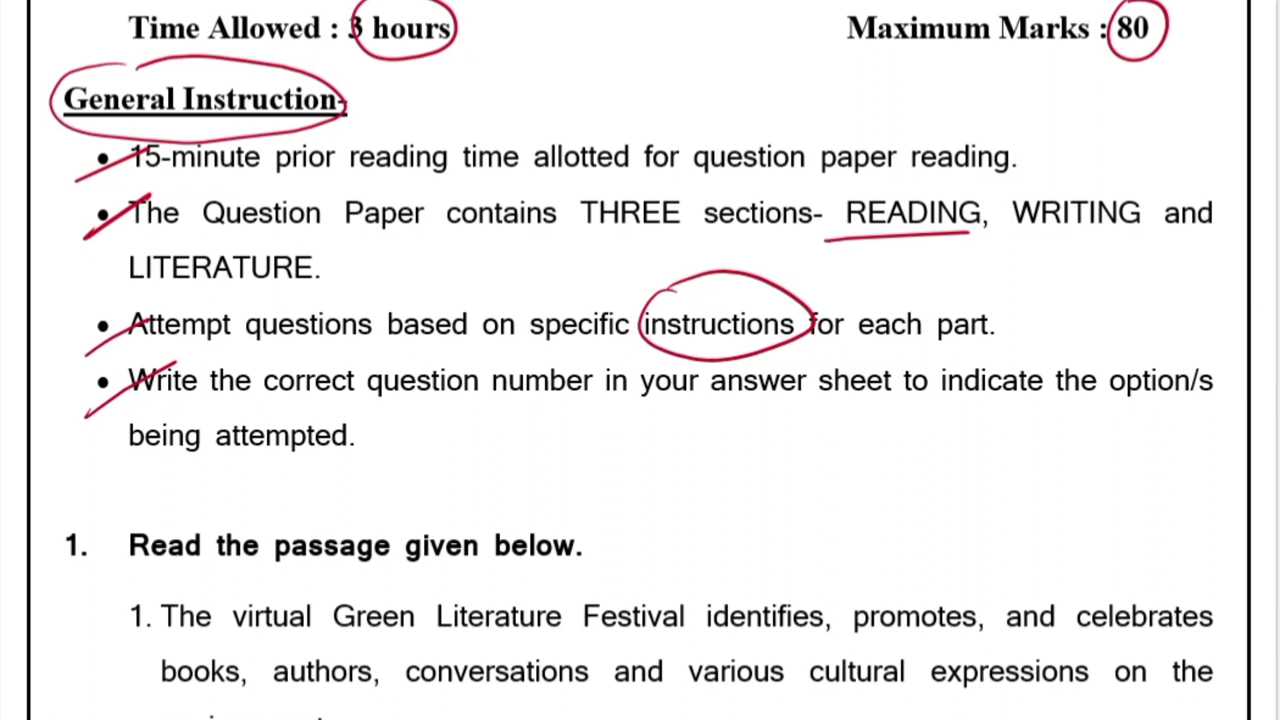 Time Allowed : 3 hours Maximum Marks : 80
General Instruction-
• 15-minute prior reading time allotted for question paper reading.
• The Question Paper contains THREE sections- READING, WRITING and
LITERATURE.
• Attempt questions based on specific instructions for each part.
• Write the correct question number in your answer sheet to indicate the option/s
being attempted.
1. Read the passage given below.
1. The virtual Green Literature Festival identifies, promotes, and celebrates
books, authors, conversations and various cultural expressions on the